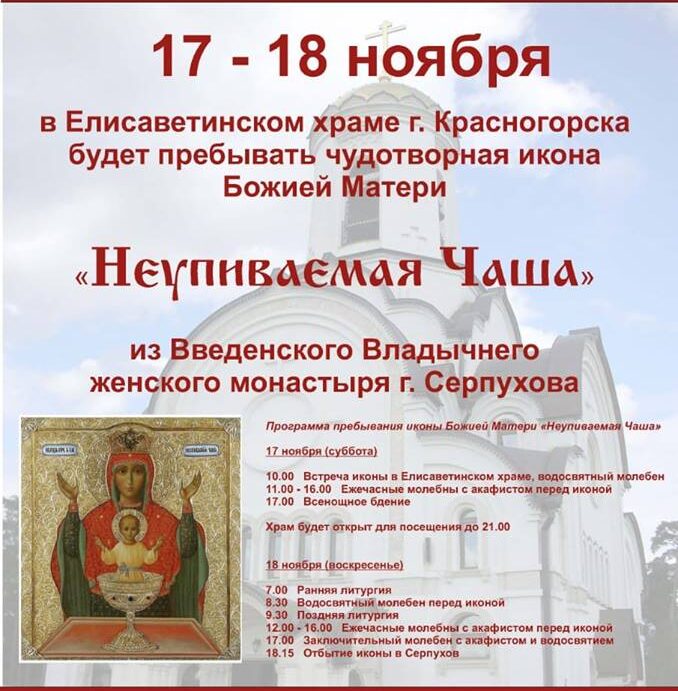 17 - 18 ноября
в Елисаветинском храме г. Красногорска
будет пребывать чудотворная икона
Божией Матери
«Неупиваемая Чаша»
из Введенского Владычнего
женского монастыря г. Серпухова
Программа пребывания иконы Божией Матери «Неупиваемая Чаша»
17 ноября (суббота)
10.00 Встреча иконы в Елисаветинском храме, водосвятный молебен
11.00 - 16.00 Ежечасные молебны с акафистом перед иконой
17.00 Всенощное бдение
Храм будет открыт для посещения до 21.00
18 ноября (воскресенье)
7.00 Ранняя литургия
8.30 Водосвятный молебен перед иконой
9.30 Поздняя литургия
12.00 - 16.00 Ежечасные молебны с акафистом перед иконой
17.00 Заключительный молебен с акафистом и водосвятием
18.15 Отбытие иконы в Серпухов